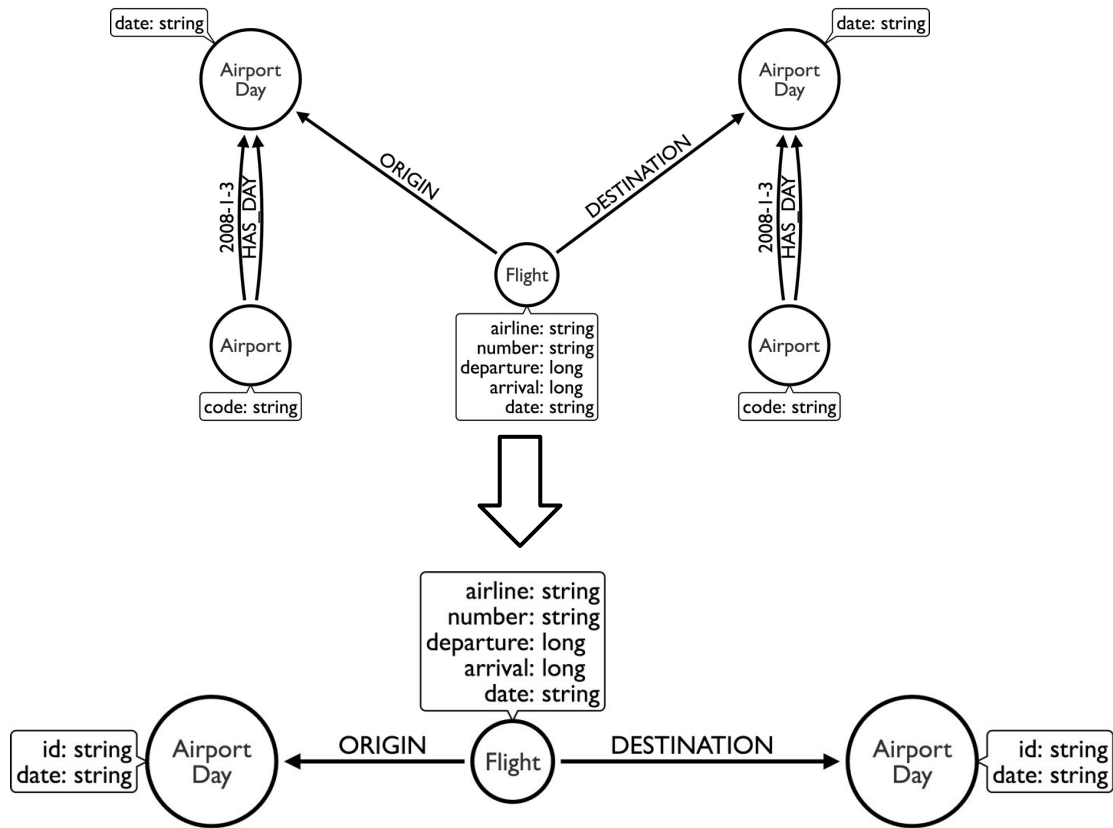 date: string
date: string
Airport
Day
Airport
Day
ORIGIN
DESTINATION
2008-1-3
HAS_DAY
2008-1-3
HAS_DAY
Flight
airline: string
number: string
departure: long
arrival: long
date: string
Airport
Airport
code: string
code: string
airline: string
number: string
departure: long
arrival: long
date: string
id: string
date: string
Airport
Day
ORIGIN
Flight
DESTINATION
Airport
Day
id: string
date: string